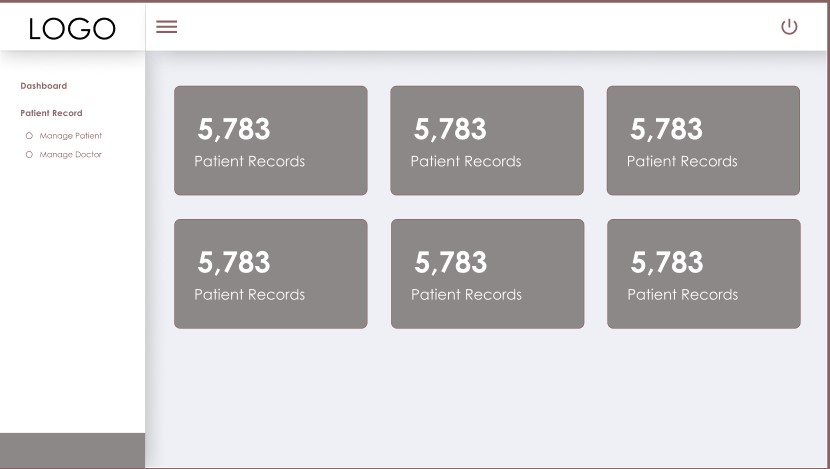 LOGO
Dashboard
Patient Record
Manage Patient
Manage Doctor
5,783
Patient Records
5,783
Patient Records
5,783
Patient Records
5,783
Patient Records
5,783
Patient Records
5,783
Patient Records